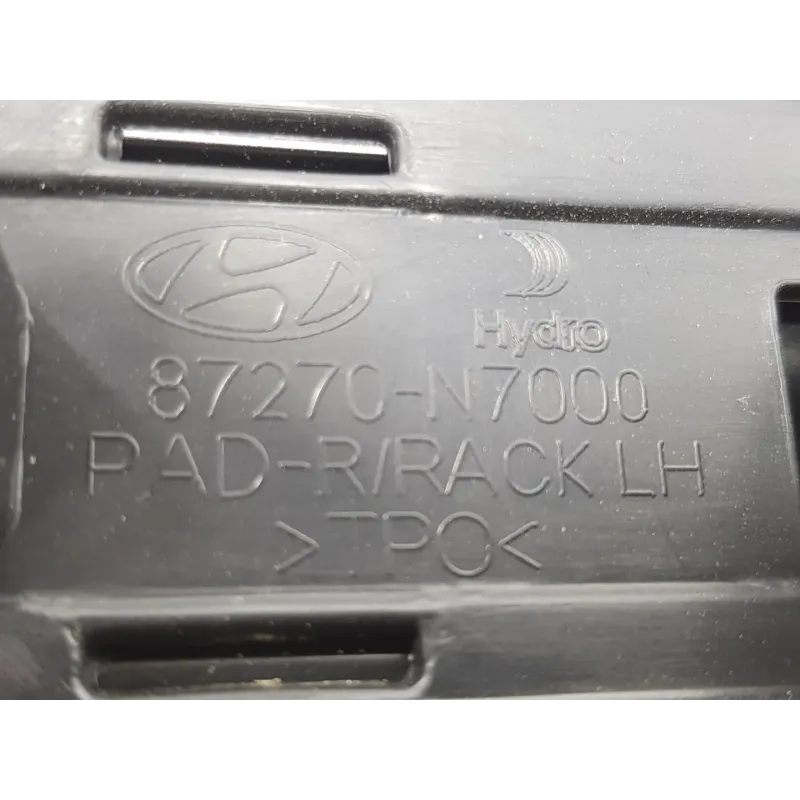 Hydro
87270-N7000
PAD-R/RACK LH
>TPO<